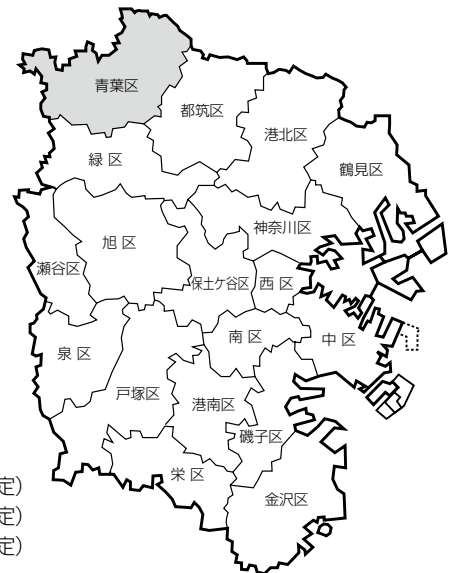 青葉区
都筑区
港北区
緑 区
鶴見区
神奈川区
旭 区
瀬谷区
保土ケ谷区
西 区
南 区
中 区
泉 区
戸塚区
港南区
磯子区
栄 区
金沢区
定)
定)
定)